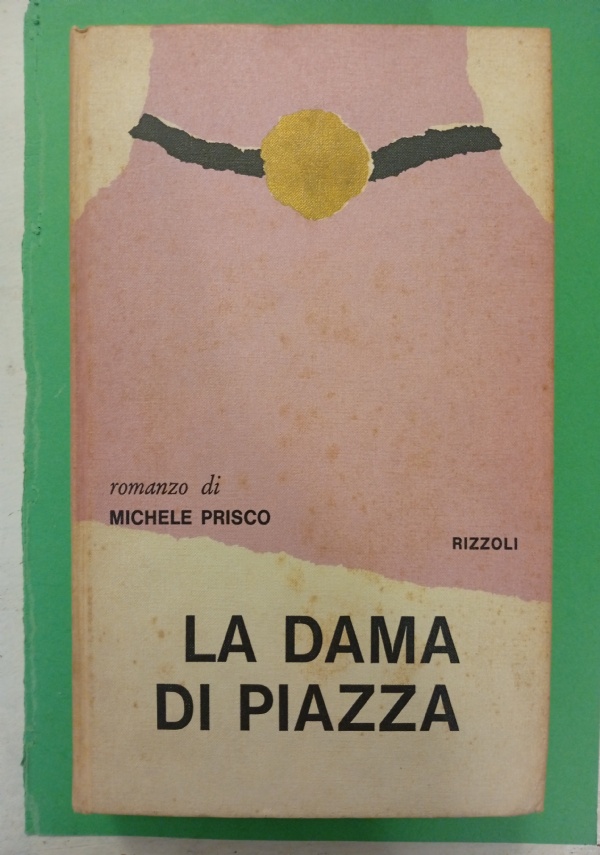 romanzo di
MICHELE PRISCO
RIZZOLI
LA DAMA
DI PIAZZA